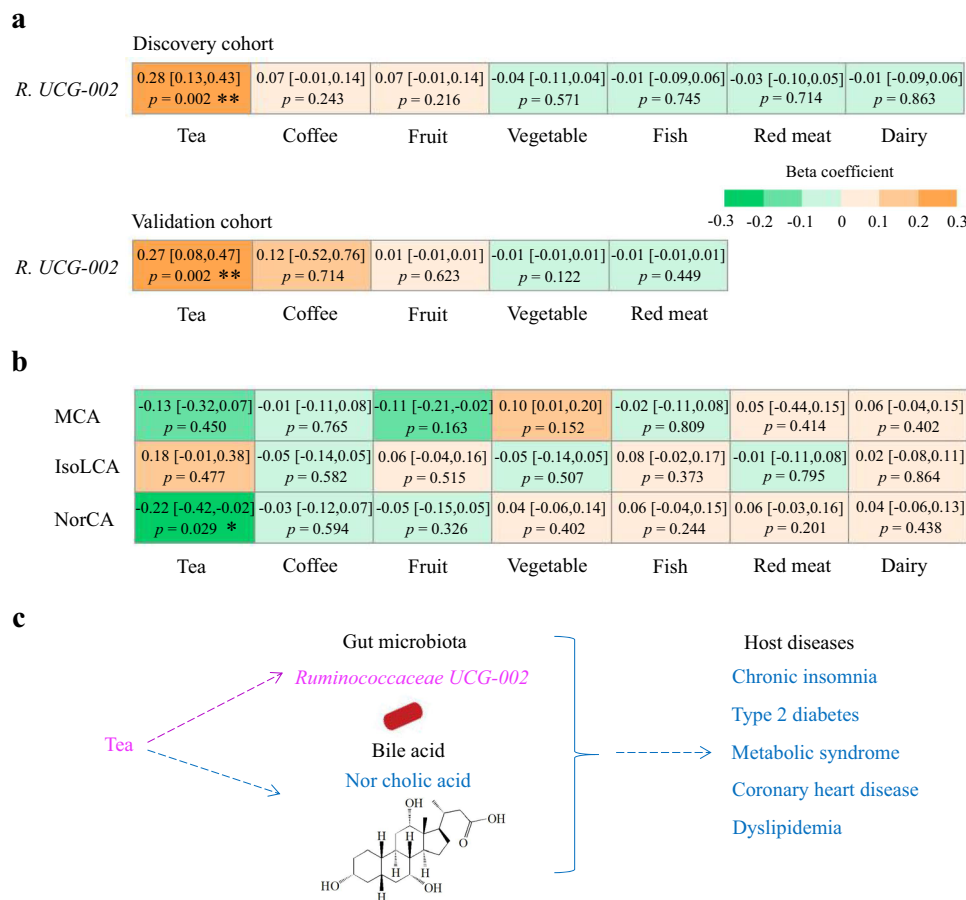 a
Discovery cohort
R. UCG-002
0.28 [0.13,0.43] 0.07 [-0.01,0.14] 0.07 [-0.01,0.14] -0.04 [-0.11,0.04] -0.01 [-0.09,0.06] -0.03 [-0.10,0.05] -0.01 [-0.09,0.06]
p = 0.002 ** p = 0.243 p = 0.216 p = 0.571 p = 0.745 p = 0.714 p = 0.863
Tea Coffee Fruit Vegetable Fish Red meat Dairy
Beta coefficient
-0.3 -0.2 -0.1 0 0.1 0.2 0.3
Validation cohort
R. UCG-002
0.27 [0.08,0.47] 0.12 [-0.52,0.76] 0.01 [-0.01,0.01] -0.01 [-0.01,0.01] -0.01 [-0.01,0.01]
p = 0.002 ** p = 0.714 p = 0.623 p = 0.122 p = 0.449
Tea Coffee Fruit Vegetable Red meat
b
MCA
-0.13 [-0.32,0.07] -0.01 [-0.11,0.08] -0.11 [-0.21,-0.02] 0.10 [0.01,0.20] -0.02 [-0.11,0.08] 0.05 [-0.44,0.15] 0.06 [-0.04,0.15]
p = 0.450 p = 0.765 p = 0.163 p = 0.152 p = 0.809 p = 0.414 p = 0.402
IsoLCA
0.18 [-0.01,0.38] -0.05 [-0.14,0.05] 0.06 [-0.04,0.16] -0.05 [-0.14,0.05] 0.08 [-0.02,0.17] -0.01 [-0.11,0.08] 0.02 [-0.08,0.11]
p = 0.477 p = 0.582 p = 0.515 p = 0.507 p = 0.373 p = 0.795 p = 0.864
NorCA
-0.22 [-0.42,-0.02] -0.03 [-0.12,0.07] -0.05 [-0.15,0.05] 0.04 [-0.06,0.14] 0.06 [-0.04,0.15] 0.06 [-0.03,0.16] 0.04 [-0.06,0.13]
p = 0.029 * p = 0.594 p = 0.326 p = 0.402 p = 0.244 p = 0.201 p = 0.438
Tea Coffee Fruit Vegetable Fish Red meat Dairy
c
Tea
Gut microbiota
Ruminococcaceae UCG-002
Bile acid
Nor cholic acid
OH
OH
O
H H
H H
HO
OH
H
Host diseases
Chronic insomnia
Type 2 diabetes
Metabolic syndrome
Coronary heart disease
Dyslipidemia